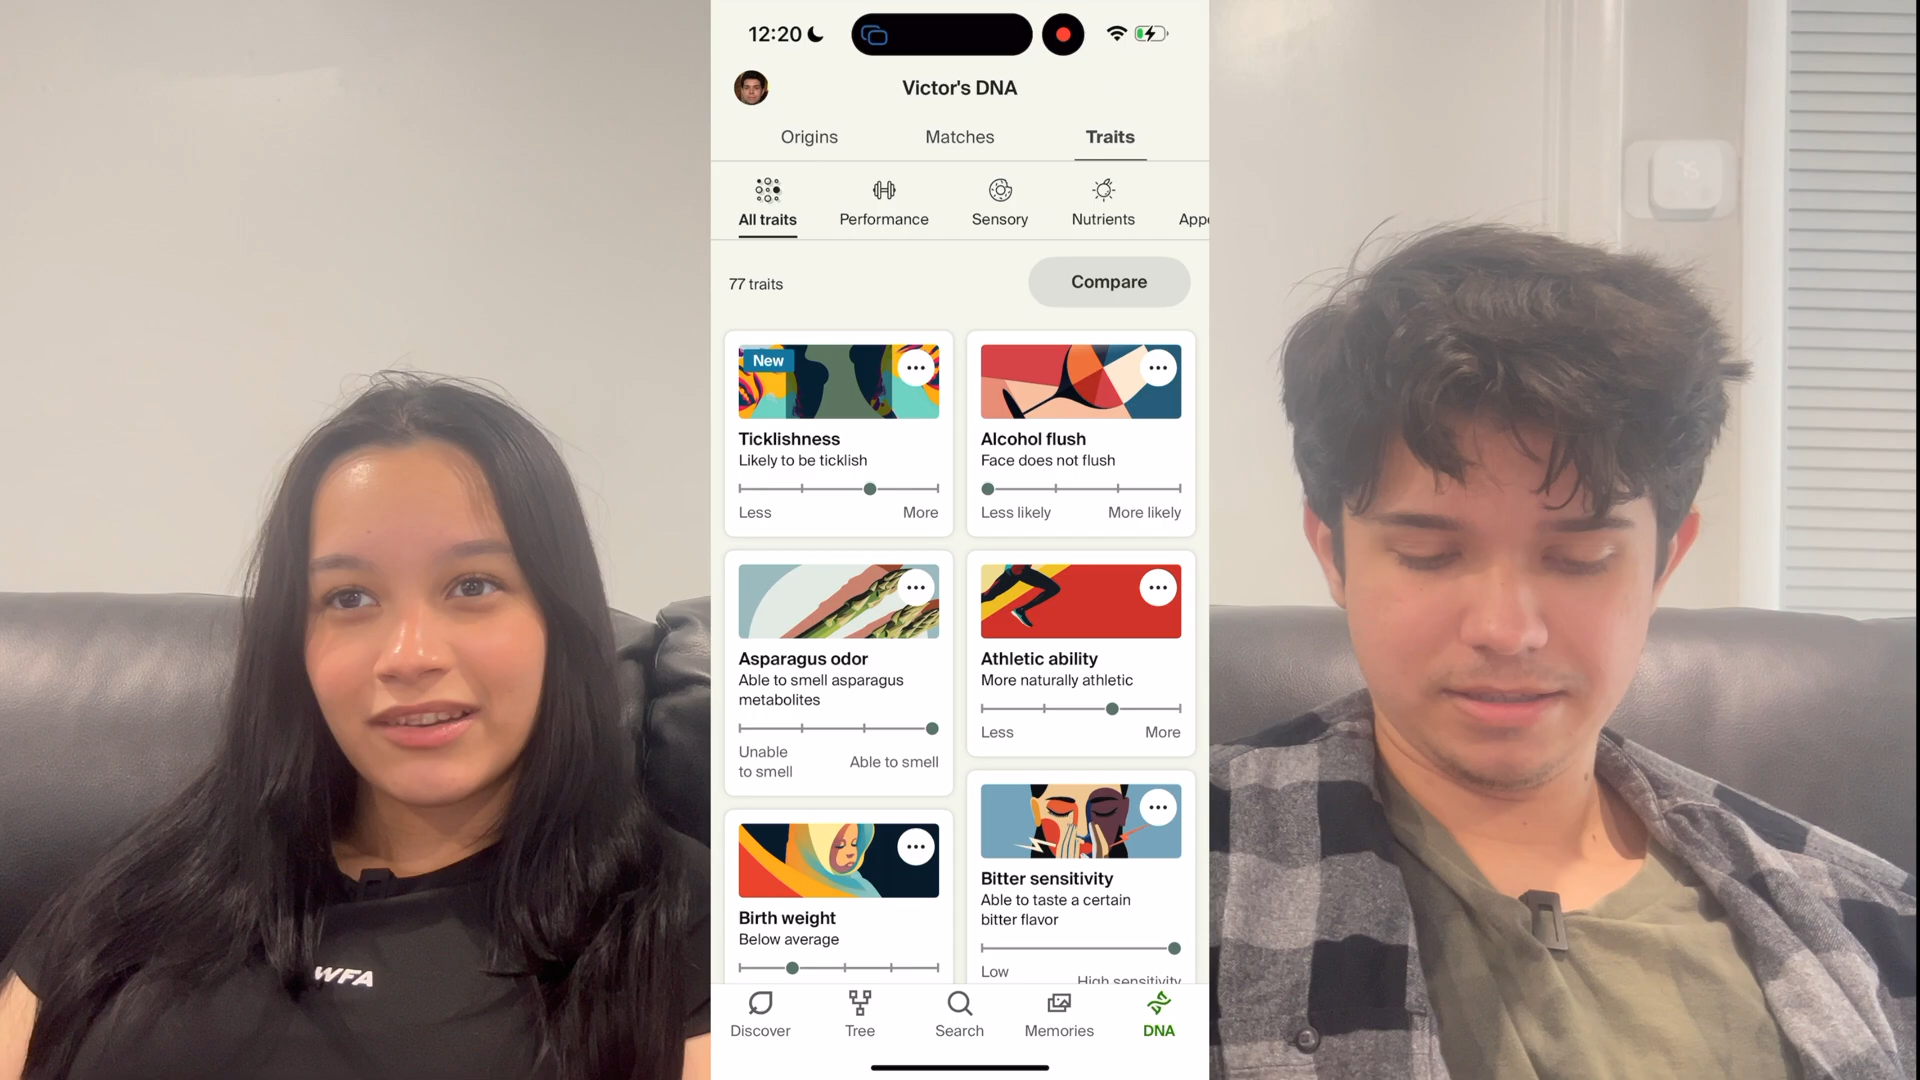 12:20
Victor's DNA
Origins
Matches
Traits
All traits
Performance
Sensory
Nutrients
Appe
77 traits
Compare
New
Ticklishness
Likely to be ticklish
Less
More
Alcohol flush
Face does not flush
Less likely
More likely
Asparagus odor
Able to smell asparagus
metabolites
Unable
to smell
Able to smell
Athletic ability
More naturally athletic
Less
More
Birth weight
Below average
Bitter sensitivity
Able to taste a certain
bitter flavor
Low
High sensitivity
Discover
Tree
Search
Memories
DNA
WFA